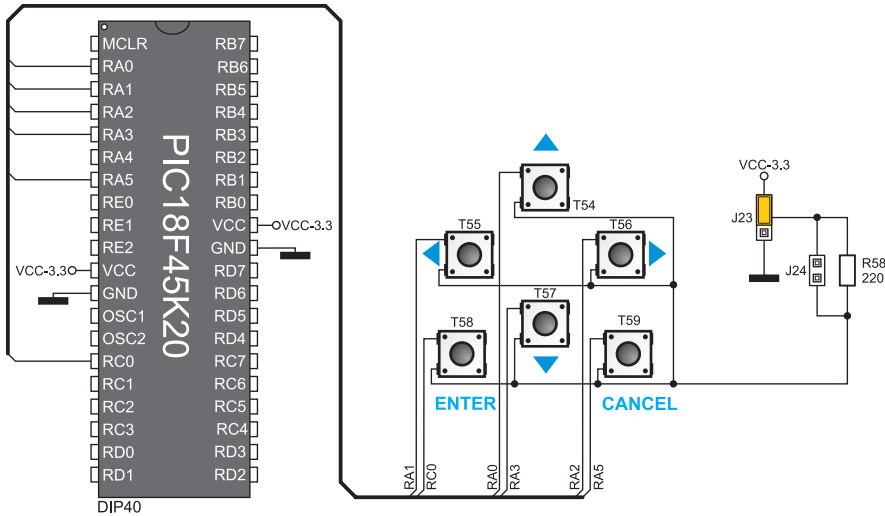 MCLR
RA0
RA1
RA2
RA3
RA4
RA5
RE0
RE1
RE2
VCC-3.3
VCC
GND
OSC1
OSC2
RC0
RC1
RC2
RC3
RD0
RD1
PIC18F45K20
RB7
RB6
RB5
RB4
RB3
RB2
RB1
RB0
VCC
VCC-3.3
GND
RD7
RD6
RD5
RD4
RC7
RC6
RC5
RC4
RD3
RD2
DIP40
T54
T55
T56
T57
T58
T59
ENTER
CANCEL
RA1
RC0
RA0
RA3
RA2
RA5
VCC-3.3
J23
J24
R58
220